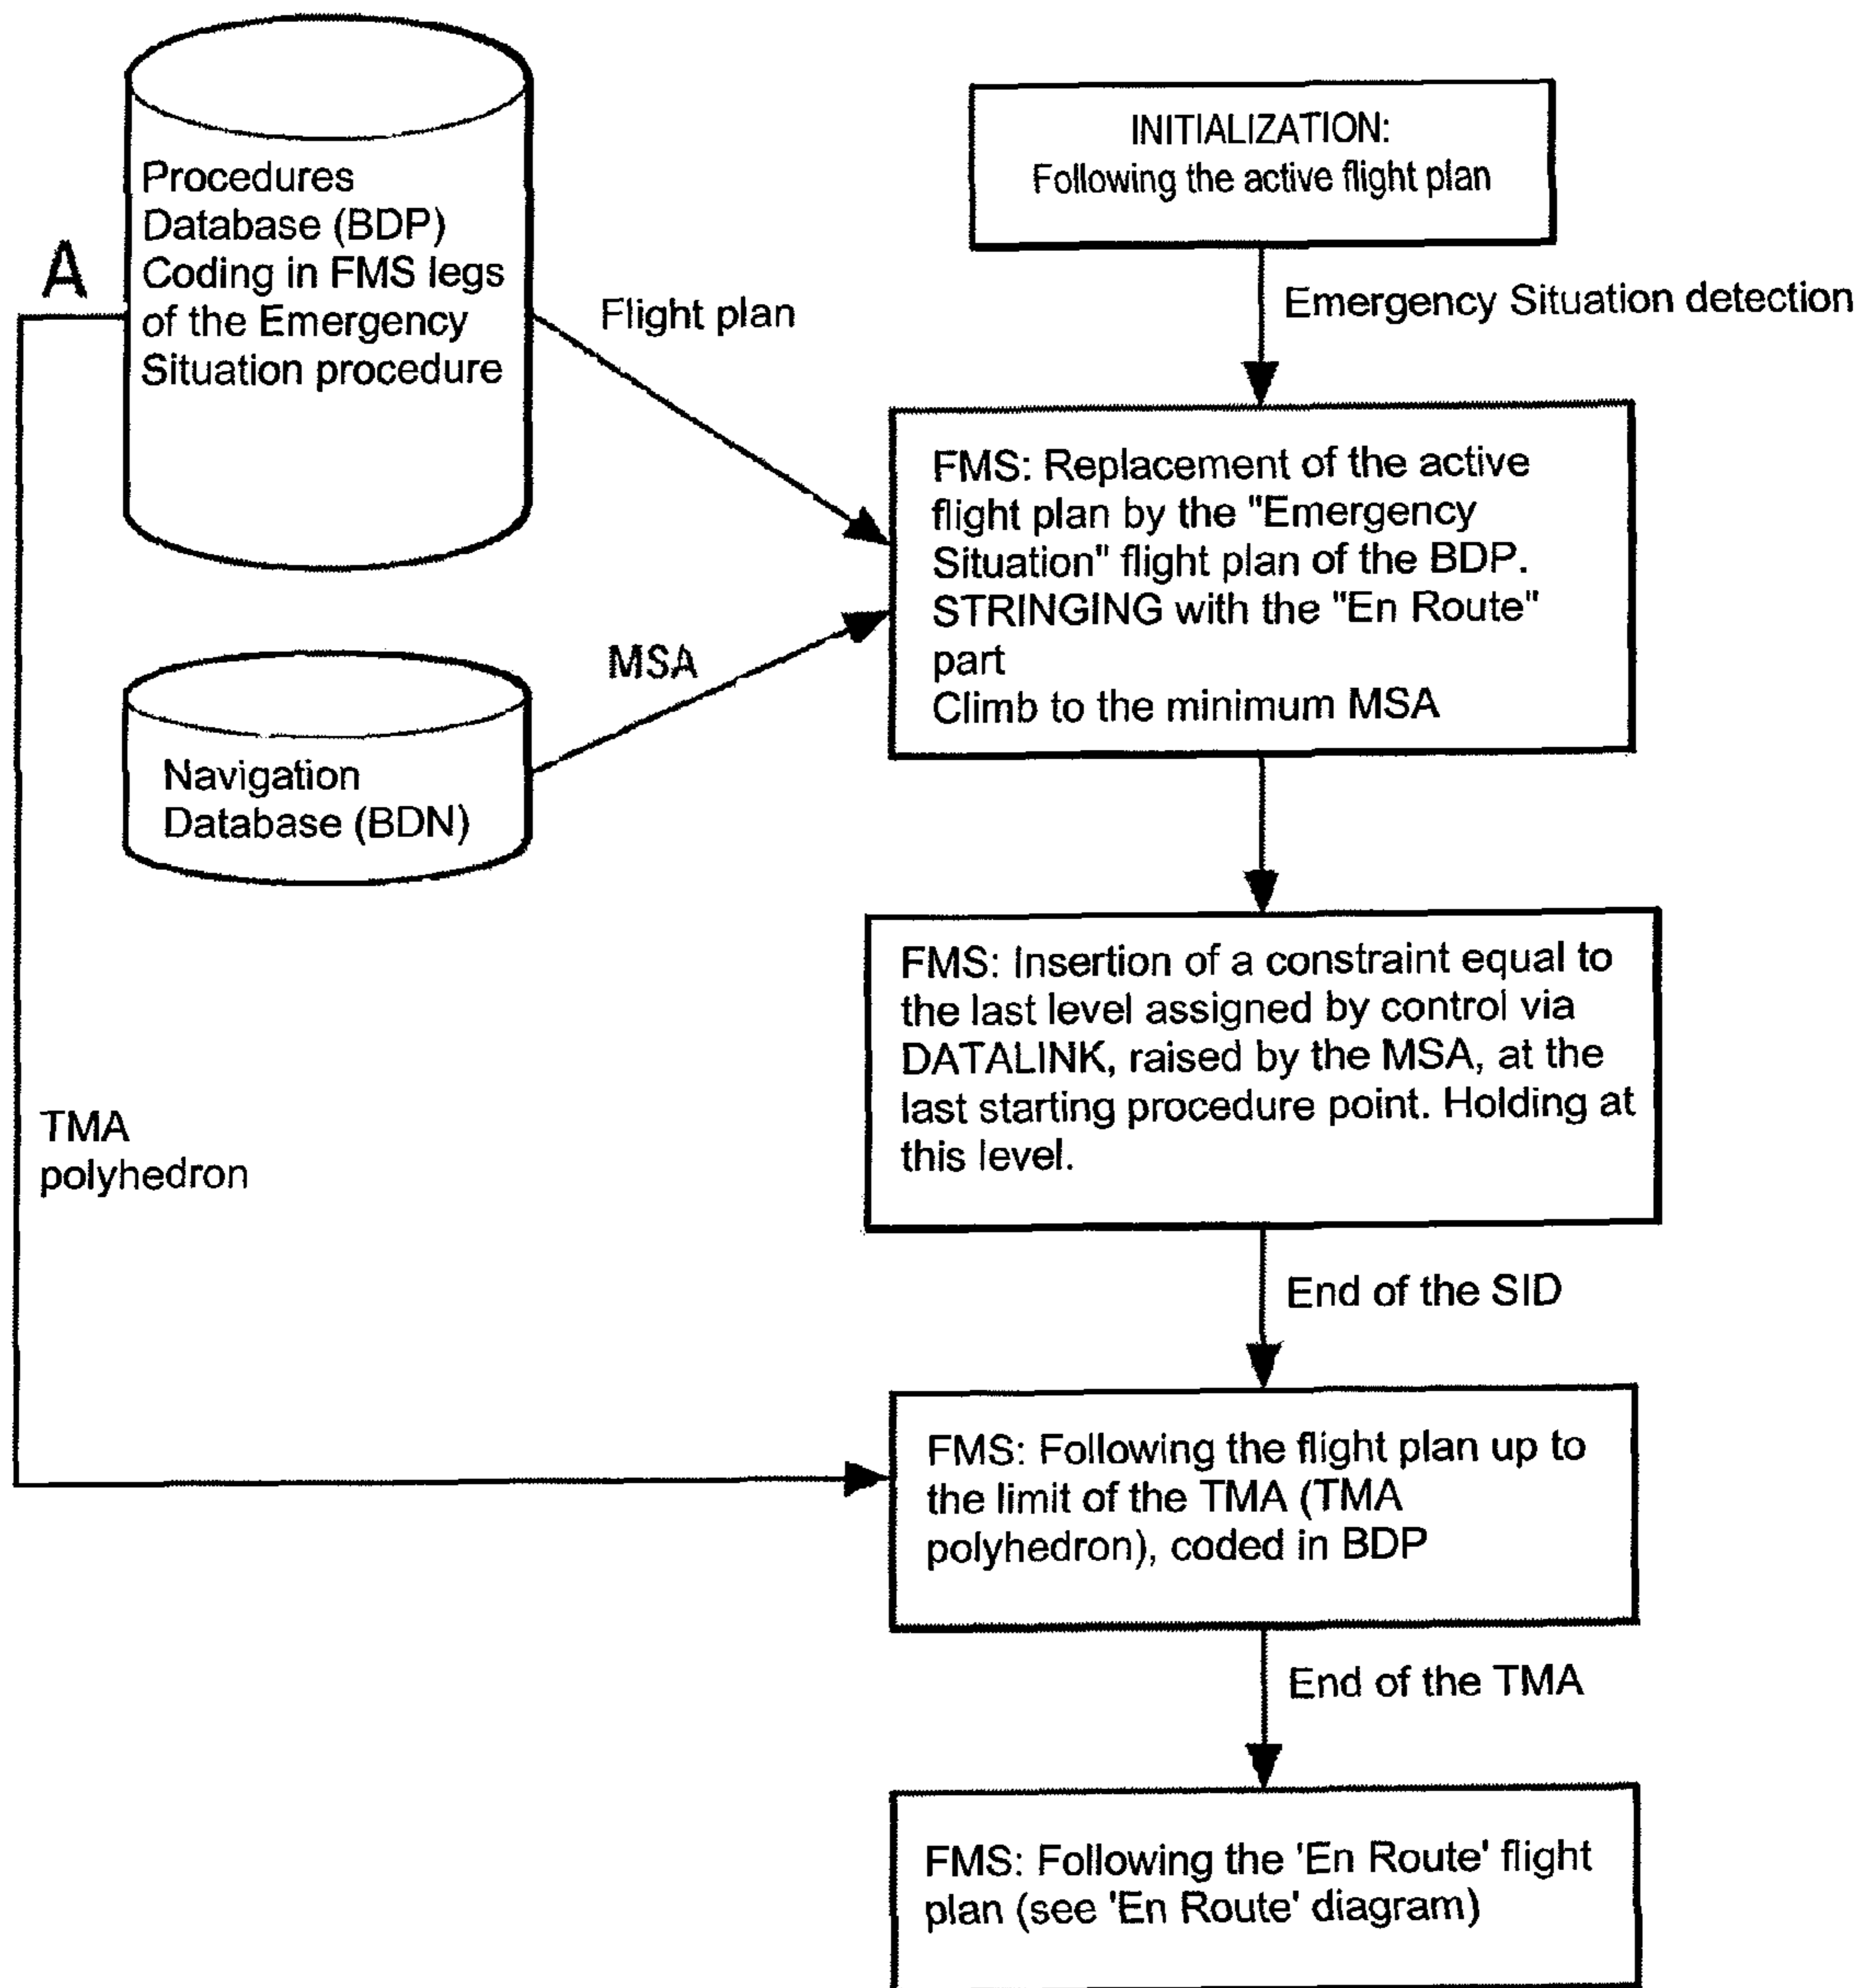 INITIALIZATION:
Following the active flight plan
Emergency Situation detection
A
Procedures
Database (BDP)
Coding in FMS legs
of the Emergency
Situation procedure
Flight plan
FMS: Replacement of the active
flight plan by the "Emergency
Situation" flight plan of the BDP.
STRINGING with the "En Route"
part
Climb to the minimum MSA
MSA
Navigation
Database (BDN)
FMS: Insertion of a constraint equal to
the last level assigned by control via
DATALINK, raised by the MSA, at the
last starting procedure point. Holding at
this level.
TMA
polyhedron
End of the SID
FMS: Following the flight plan up to
the limit of the TMA (TMA
polyhedron), coded in BDP
End of the TMA
FMS: Following the 'En Route' flight
plan (see 'En Route' diagram)